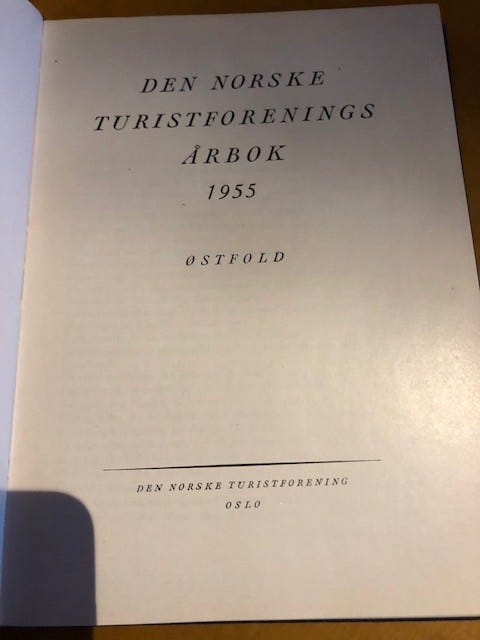 DEN NORSKE
TURISTFORENINGS
ÅRBOK
1955
ØSTFOLD
DEN NORSKE TURISTFORENING
OSLO